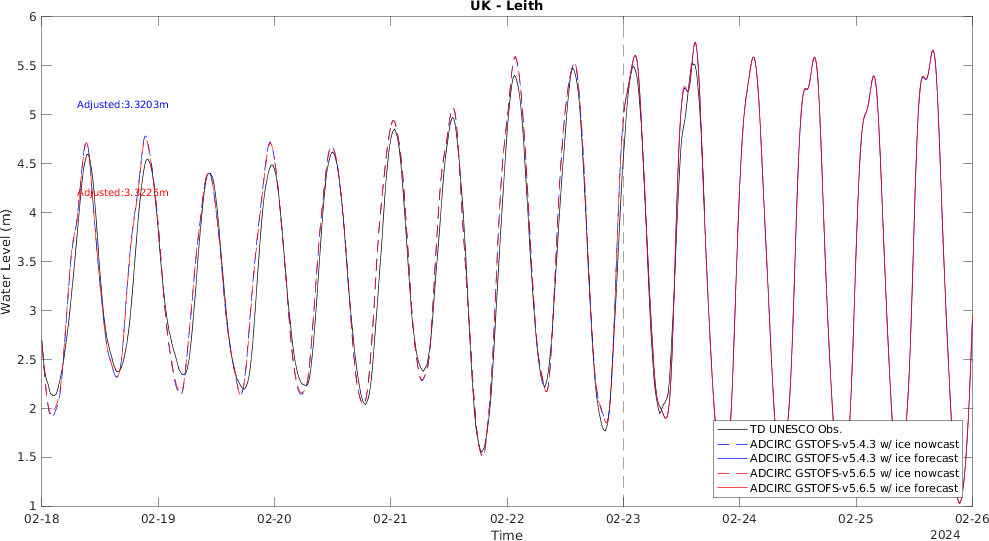 UK - Leith
6
5.5
5
4.5
4
3.5
3
2.5
2
1.5
1
Water Level (m)
Adjusted:3.3203m
Adjusted:3.3225m
TD UNESCO Obs.
ADCIRC GSTOFS-v5.4.3 w/ ice nowcast
ADCIRC GSTOFS-v5.4.3 w/ ice forecast
ADCIRC GSTOFS-v5.6.5 w/ ice nowcast
ADCIRC GSTOFS-v5.6.5 w/ ice forecast
02-18 02-19 02-20 02-21 02-22 02-23 02-24 02-25 02-26
Time
2024